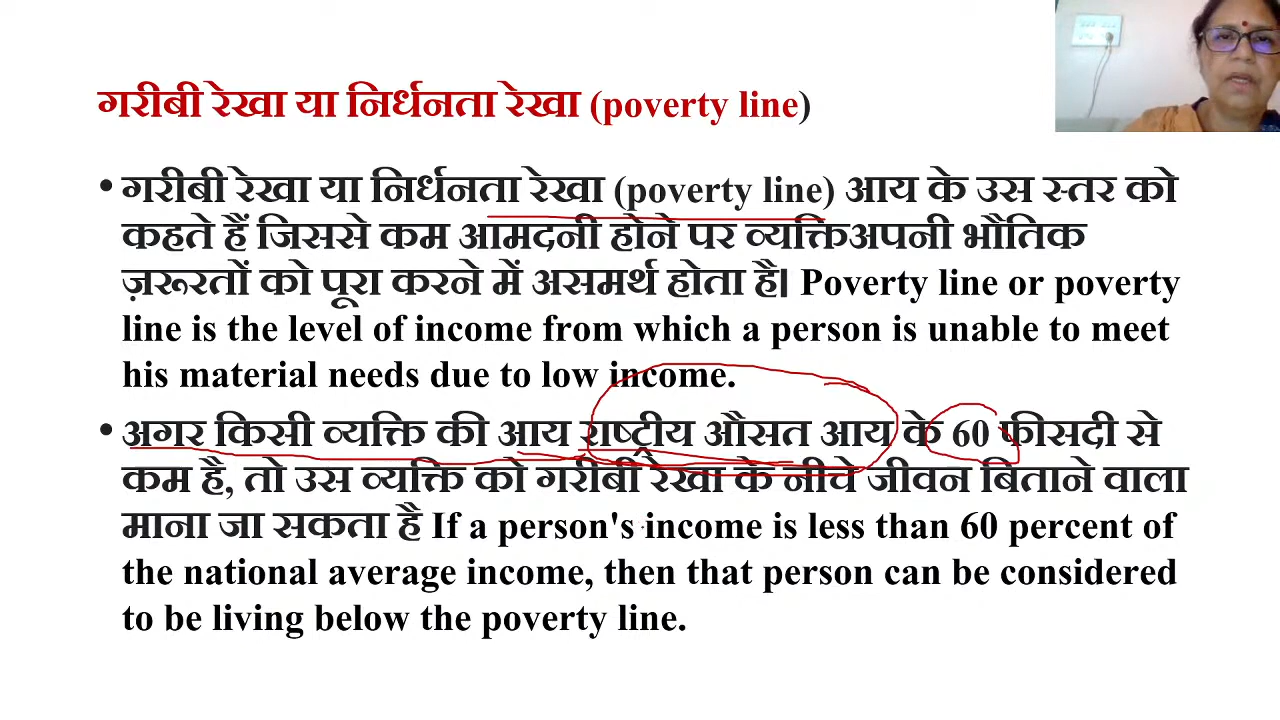 गरीबी रेखा या निर्धनता रेखा (poverty line)
• गरीबी रेखा या निर्धनता रेखा (poverty line) आय के उस स्तर को
कहते हैं जिससे कम आमदनी होने पर व्यक्तिअपनी भौतिक
ज़रूरतों को पूरा करने में असमर्थ होता है। Poverty line or poverty
line is the level of income from which a person is unable to meet
his material needs due to low income.
• अगर किसी व्यक्ति की आय राष्ट्रीय औसत आय के 60 फीसदी से
कम है, तो उस व्यक्ति को गरीबी रेखा के नीचे जीवन बिताने वाला
माना जा सकता है If a person's income is less than 60 percent of
the national average income, then that person can be considered
to be living below the poverty line.